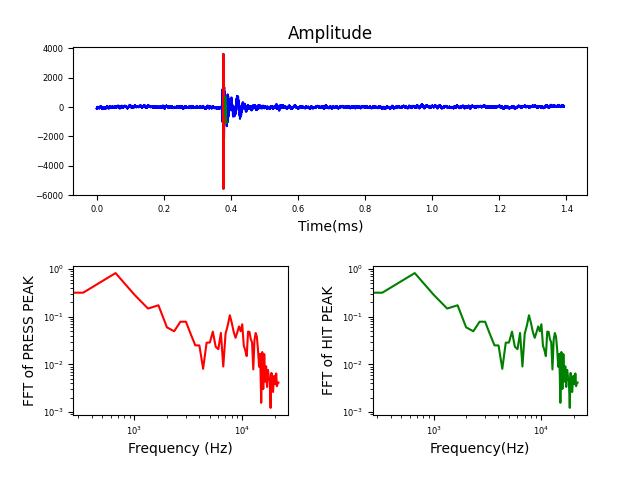 Amplitude
4000
2000
0
−2000
−4000
−6000
0.0 0.2 0.4 0.6 0.8 1.0 1.2 1.4
Time(ms)
FFT of PRESS PEAK
10⁰
10⁻¹
10⁻²
10⁻³
10³ 10⁴
Frequency (Hz)
FFT of HIT PEAK
10⁰
10⁻¹
10⁻²
10⁻³
10³ 10⁴
Frequency(Hz)